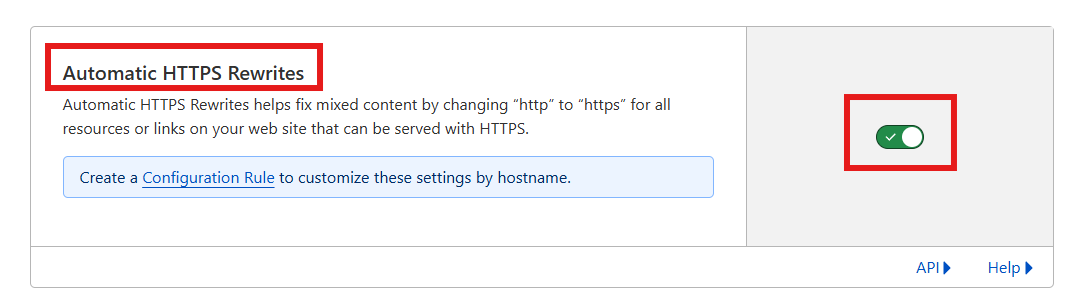 Automatic HTTPS Rewrites
Automatic HTTPS Rewrites helps fix mixed content by changing “http” to “https” for all
resources or links on your web site that can be served with HTTPS.
Create a Configuration Rule to customize these settings by hostname.
API
Help